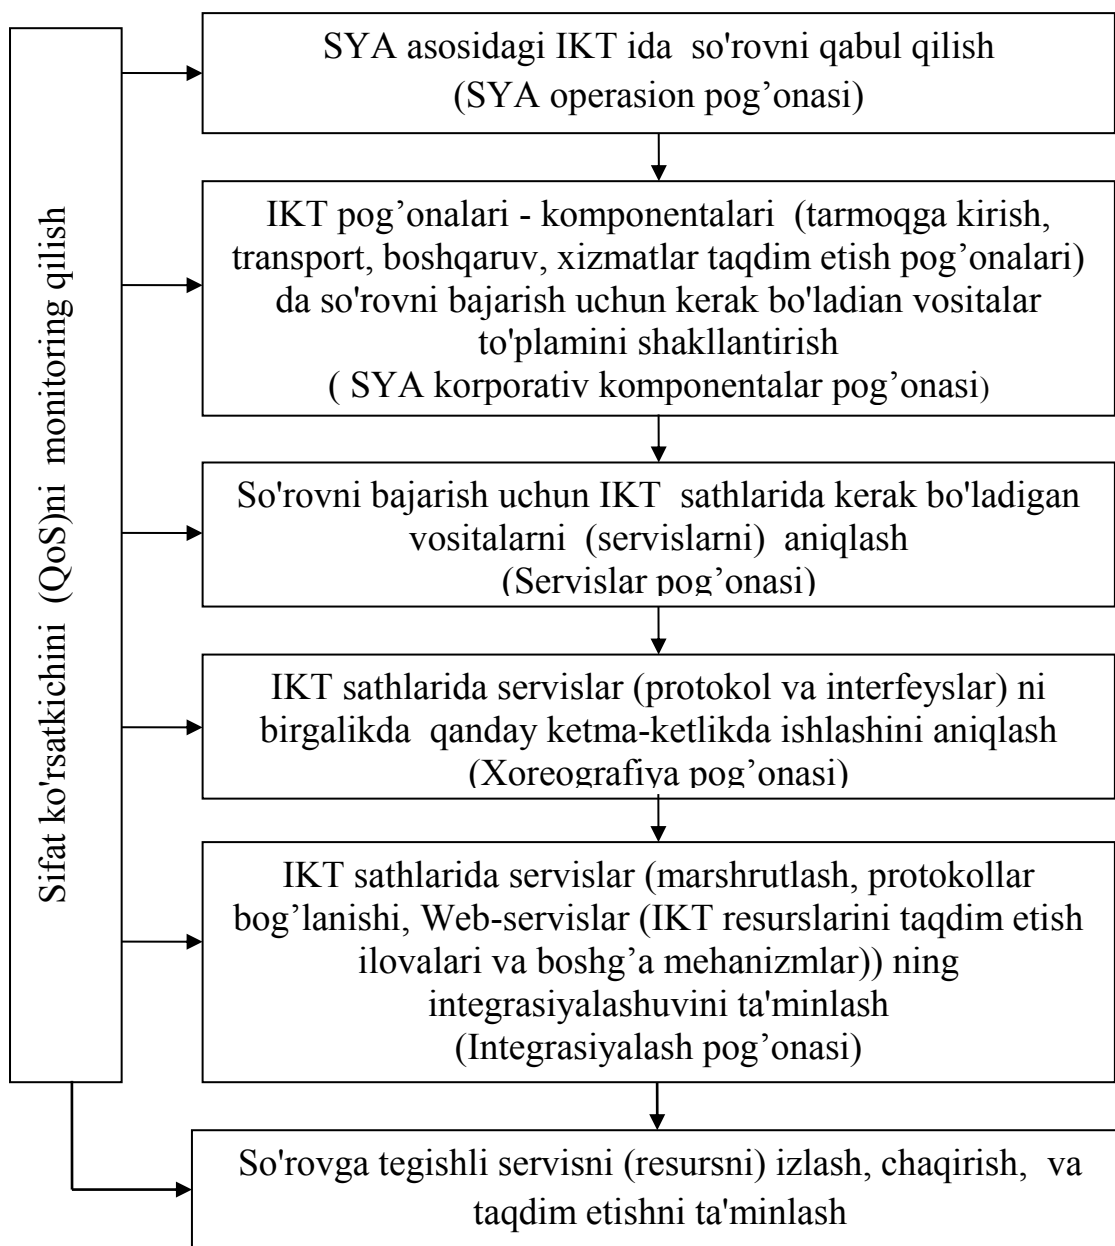 Sifat ko'rsatkichini (QoS)ni monitoring qilish
SYA asosidagi IKT ida so'rovni qabul qilish
(SYA operasion pog’onasi)
IKT pog’onalari - komponentalari (tarmoqga kirish,
transport, boshqaruv, xizmatlar taqdim etish pog’onalari)
da so'rovni bajarish uchun kerak bo'ladian vositalar
to'plamini shakllantirish
( SYA korporativ komponentalar pog’onasi)
So'rovni bajarish uchun IKT sathlarida kerak bo'ladigan
vositalarni (servislarni) aniqlash
(Servislar pog’onasi)
IKT sathlarida servislar (protokol va interfeyslar) ni
birgalikda qanday ketma-ketlikda ishlashini aniqlash
(Xoreografiya pog’onasi)
IKT sathlarida servislar (marshrutlash, protokollar
bog’lanishi, Web-servislar (IKT resurslarini taqdim etish
ilovalari va boshg’a mehanizmlar)) ning
integrasiyalashuvini ta'minlash
(Integrasiyalash pog’onasi)
So'rovga tegishli servisni (resursni) izlash, chaqirish, va
taqdim etishni ta'minlash